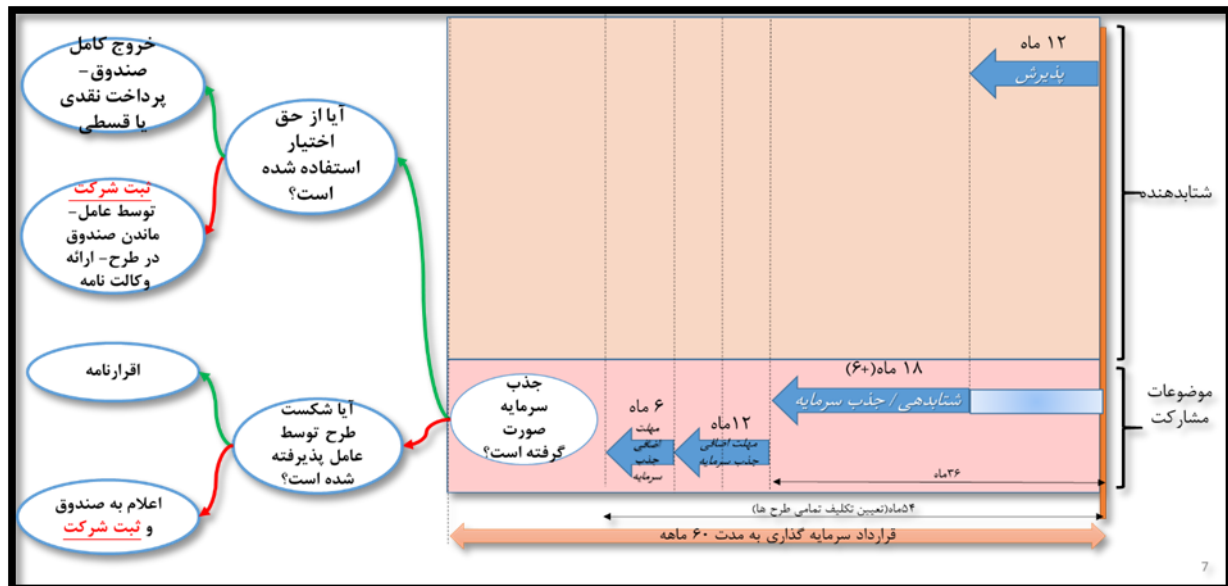 ۱۲ ماه
پذیرش
شتابدهنده
۱۸ ماه(+۶)
شتابدهی/ جذب سرمایه
موضوعات
مشارکت
۱۲ماه
مهلت اضافی
جذب سرمایه
۶ ماه
مهلت
اضافی
جذب
سرمایه
۳۶ماه
جذب
سرمایه
صورت
گرفته است؟
۵۴ماه(تعیین تکلیف تمامی طرح ها)
قرارداد سرمایه گذاری به مدت ۶۰ ماهه
آیا از حق
اختیار
استفاده شده
است؟
خروج کامل
صندوق-
پرداخت نقدی
یا قسطی
ثبت شرکت
توسط عامل-
ماندن صندوق
در طرح- ارائه
وکالت نامه
آیا شکست
طرح توسط
عامل پذیرفته
شده است؟
اقرارنامه
اعلام به صندوق
و ثبت شرکت
7